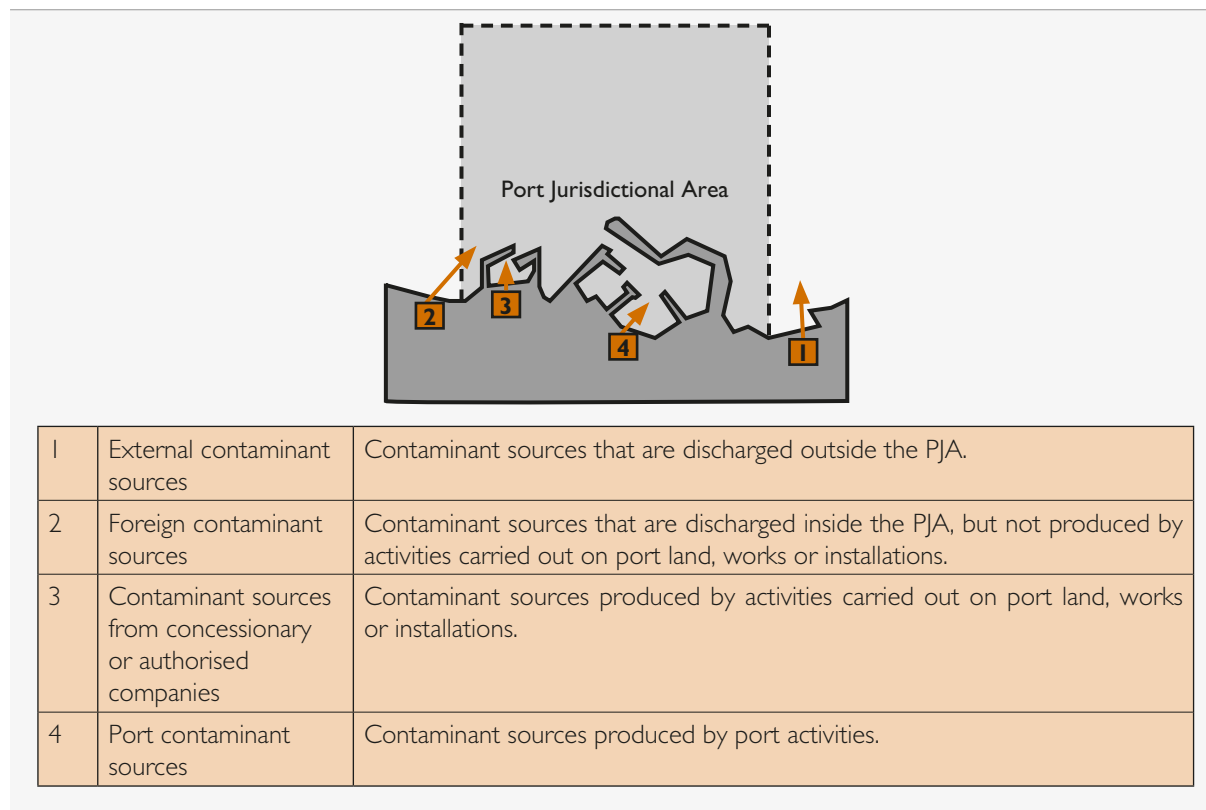 Port Jurisdictional Area
2
3
4
1
1 External contaminant Contaminant sources that are discharged outside the PJA.
sources
2 Foreign contaminant Contaminant sources that are discharged inside the PJA, but not produced by
sources activities carried out on port land, works or installations.
3 Contaminant sources Contaminant sources produced by activities carried out on port land, works
from concessionary or installations.
or authorised
companies
4 Port contaminant Contaminant sources produced by port activities.
sources